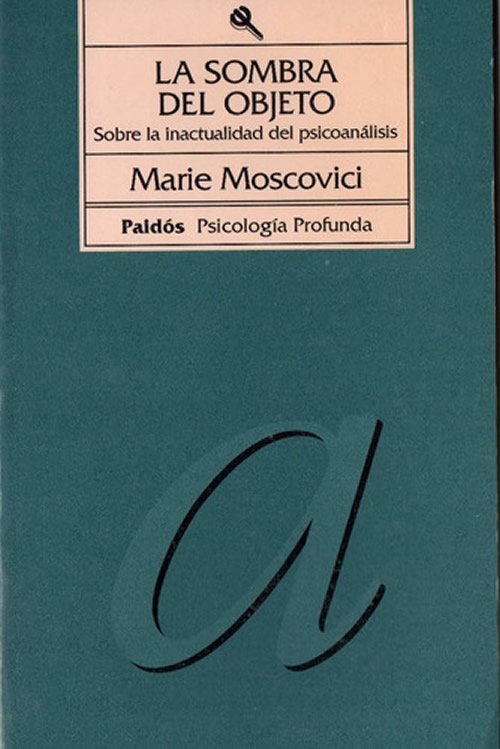 LA SOMBRA
DEL OBJETO
Sobre la inactualidad del psicoanálisis
Marie Moscovici
Paidós Psicología Profunda
a